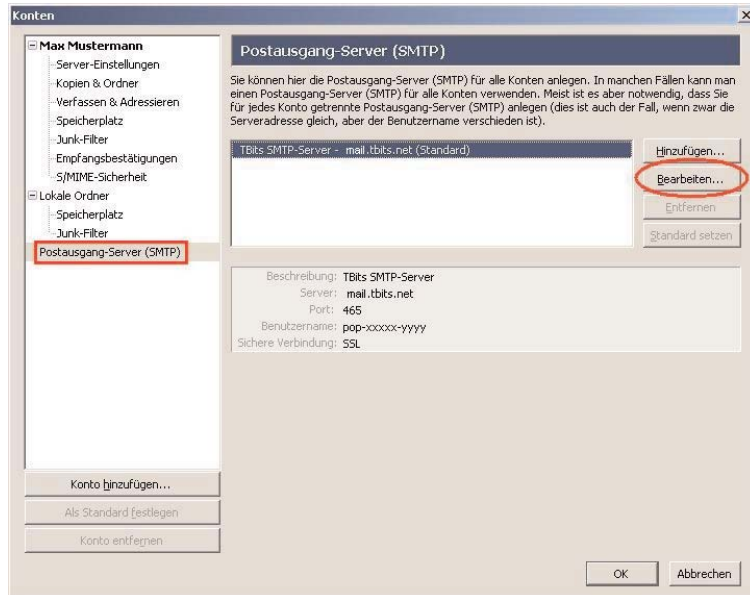 Konten
Max Mustermann
Server-Einstellungen
Kopien & Ordner
Verfassen & Adressieren
Speicherplatz
Junk-Filter
Empfangsbestätigungen
S/MIME-Sicherheit
Lokale Ordner
Speicherplatz
Junk-Filter
Postausgang-Server (SMTP)
Konto hinzufügen...
Als Standard festlegen
Konto entfernen
Postausgang-Server (SMTP)
Sie können hier die Postausgang-Server (SMTP) für alle Konten anlegen. In manchen Fällen kann man
einen Postausgang-Server (SMTP) für alle Konten verwenden. Meist ist es aber notwendig, dass Sie
für jedes Konto getrennte Postausgang-Server (SMTP) anlegen (dies ist auch der Fall, wenn zwar die
Serveradresse gleich, aber der Benutzername verschieden ist).
TBits SMTP-Server - mail.tbits.net (Standard)
Hinzufügen...
Bearbeiten...
Entfernen
Standard setzen
Beschreibung: TBits SMTP-Server
Server: mail.tbits.net
Port: 465
Benutzername: pop-xxxxx-yyyy
Sichere Verbindung: SSL
OK
Abbrechen